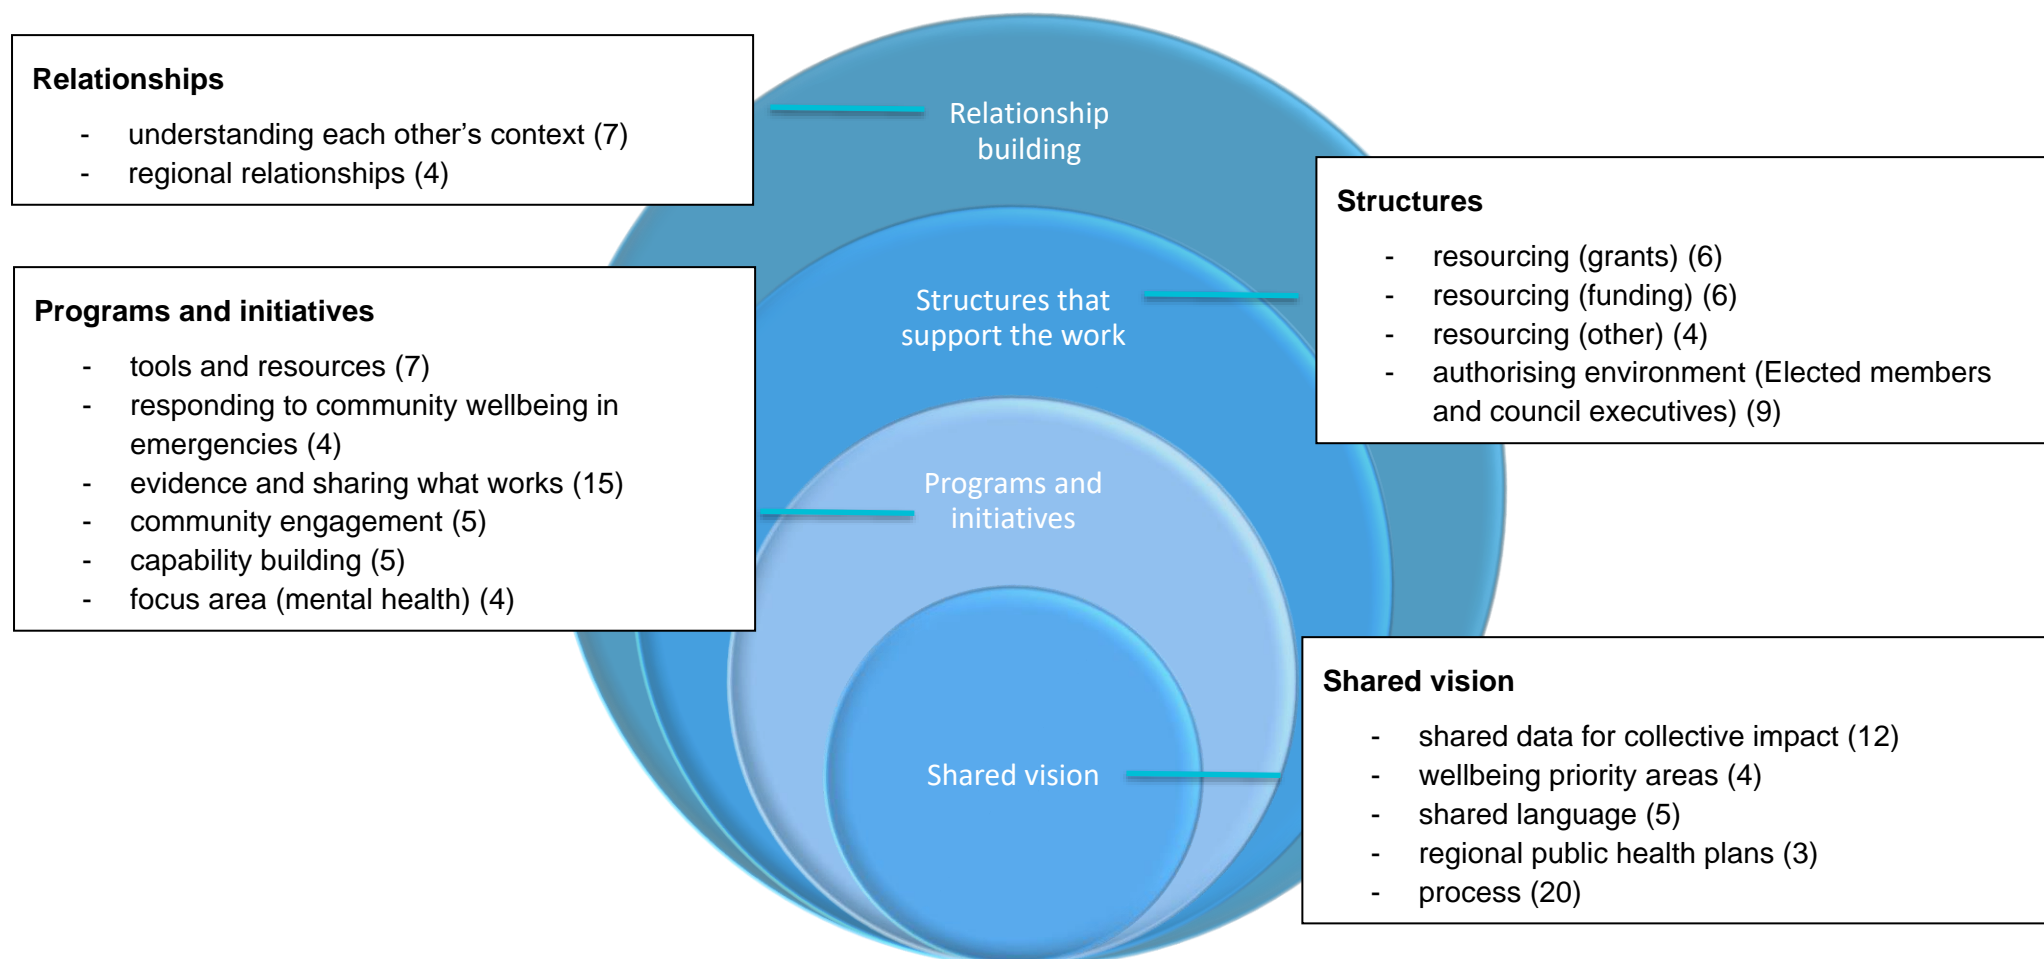 Relationships
- understanding each other’s context (7)
- regional relationships (4)
Programs and initiatives
- tools and resources (7)
- responding to community wellbeing in
emergencies (4)
- evidence and sharing what works (15)
- community engagement (5)
- capability building (5)
- focus area (mental health) (4)
Relationship
building
Structures that
support the work
Programs and
initiatives
Shared vision
Structures
- resourcing (grants) (6)
- resourcing (funding) (6)
- resourcing (other) (4)
- authorising environment (Elected members
and council executives) (9)
Shared vision
- shared data for collective impact (12)
- wellbeing priority areas (4)
- shared language (5)
- regional public health plans (3)
- process (20)